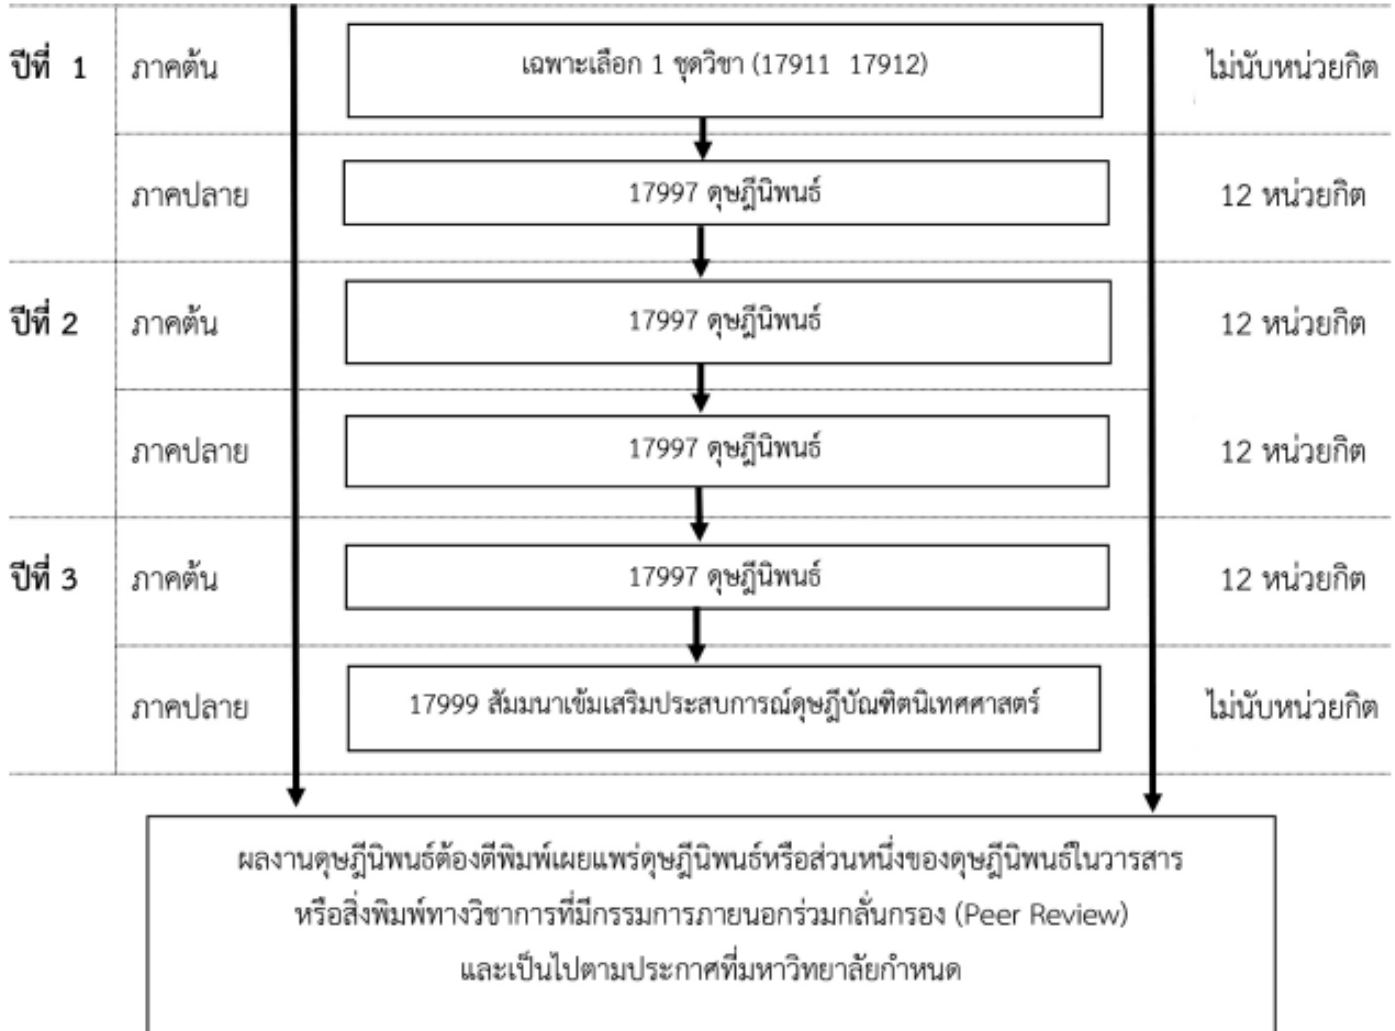 ปีที่ 1 ภาคต้น เฉพาะเลือก 1 ชุดวิชา (17911 17912) ไม่นับหน่วยกิต
ภาคปลาย 17997 ดุษฎีนิพนธ์ 12 หน่วยกิต
ปีที่ 2 ภาคต้น 17997 ดุษฎีนิพนธ์ 12 หน่วยกิต
ภาคปลาย 17997 ดุษฎีนิพนธ์ 12 หน่วยกิต
ปีที่ 3 ภาคต้น 17997 ดุษฎีนิพนธ์ 12 หน่วยกิต
ภาคปลาย 17999 สัมมนาเข้มเสริมประสบการณ์ดุษฎีบัณฑิตนิเทศศาสตร์ ไม่นับหน่วยกิต
ผลงานดุษฎีนิพนธ์ต้องตีพิมพ์เผยแพร่ดุษฎีนิพนธ์หรือส่วนหนึ่งของดุษฎีนิพนธ์ในวารสาร
หรือสิ่งพิมพ์ทางวิชาการที่มีกรรมการภายนอกร่วมกลั่นกรอง (Peer Review)
และเป็นไปตามประกาศที่มหาวิทยาลัยกำหนด